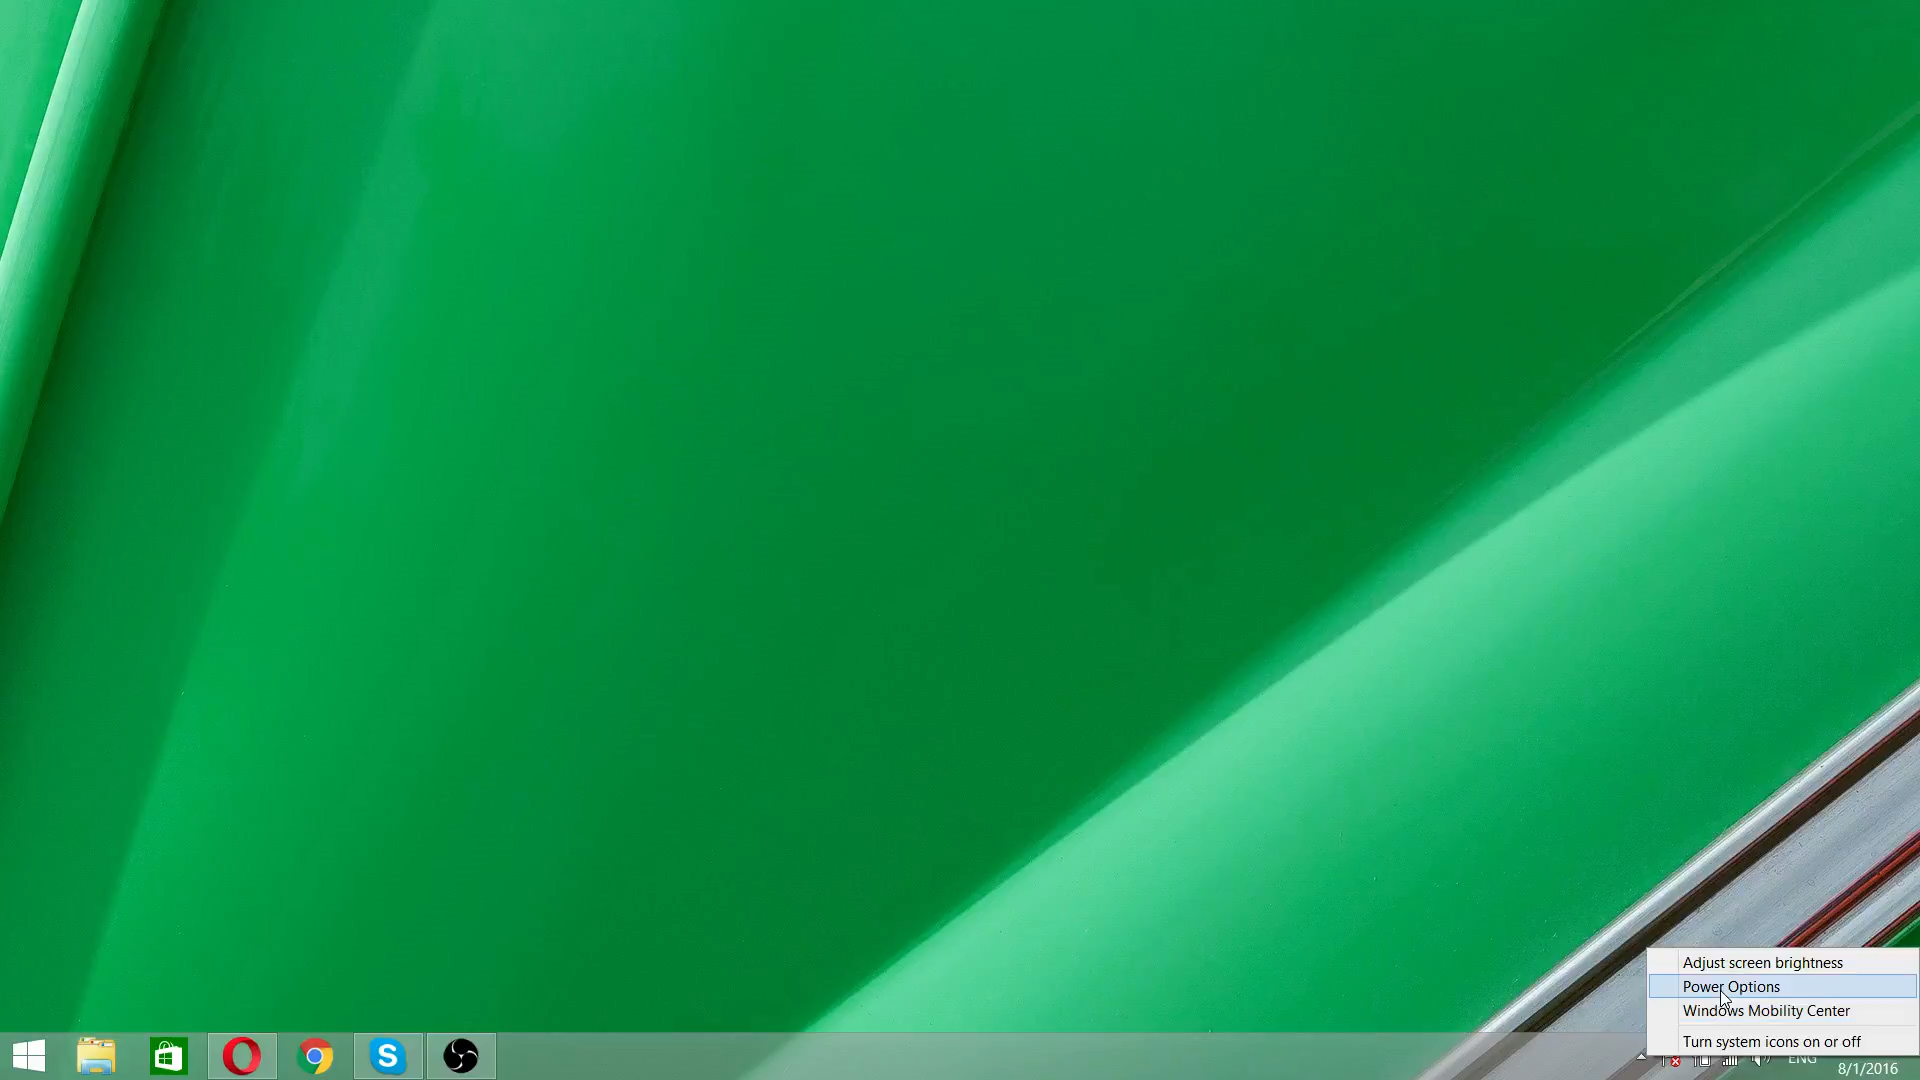 Adjust screen brightness
Power Options
Windows Mobility Center
Turn system icons on or off
ENG
8/1/2016